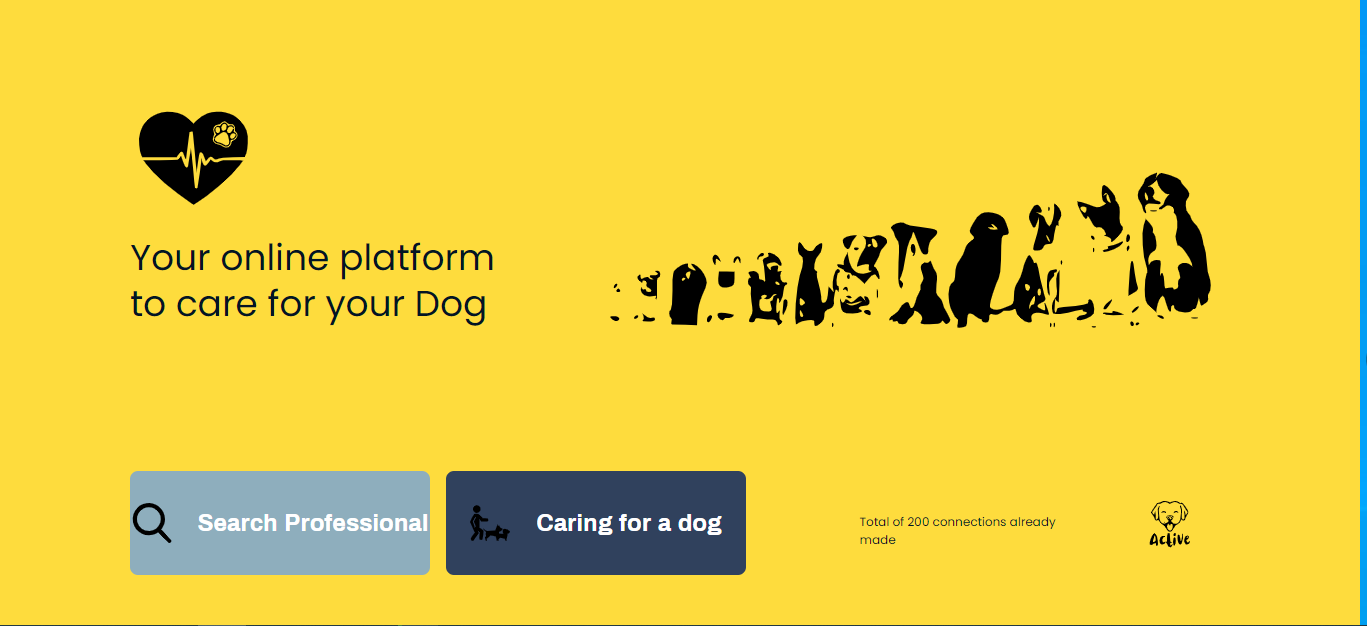 Your online platform
to care for your Dog
Search Professional
Caring for a dog
Total of 200 connections already
made
Active